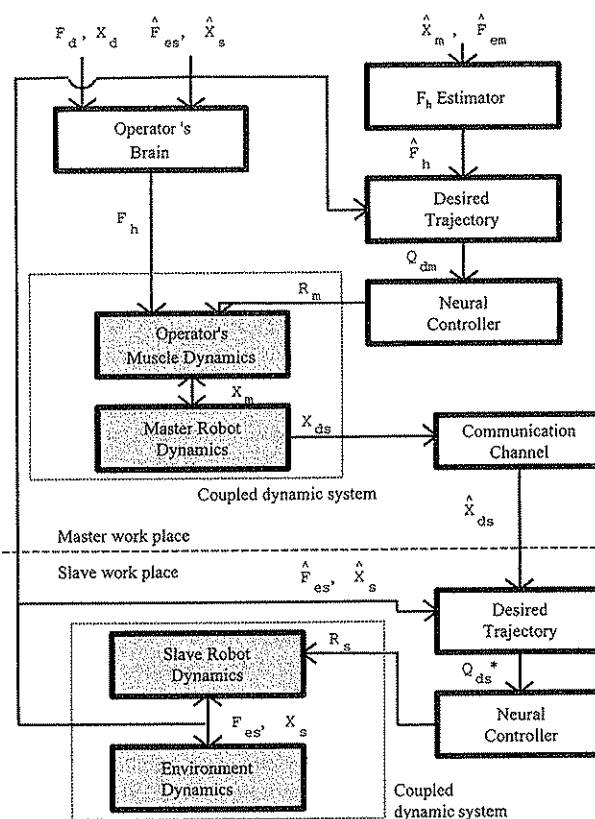 F_d, X_d F̂_es, X̂_s
X̂_m, F̂_em
F_h Estimator
Operator's
Brain
F̂_h
F_h
Desired
Trajectory
Q_dm
R_m
Neural
Controller
Operator's
Muscle Dynamics
X_m
Master Robot
Dynamics
X_ds
Communication
Channel
Coupled dynamic system
X̂_ds
Master work place
Slave work place
F̂_es, X̂_s
Desired
Trajectory
Slave Robot
Dynamics
R_s
Q_ds*
F_es, X_s
Neural
Controller
Environment
Dynamics
Coupled
dynamic system